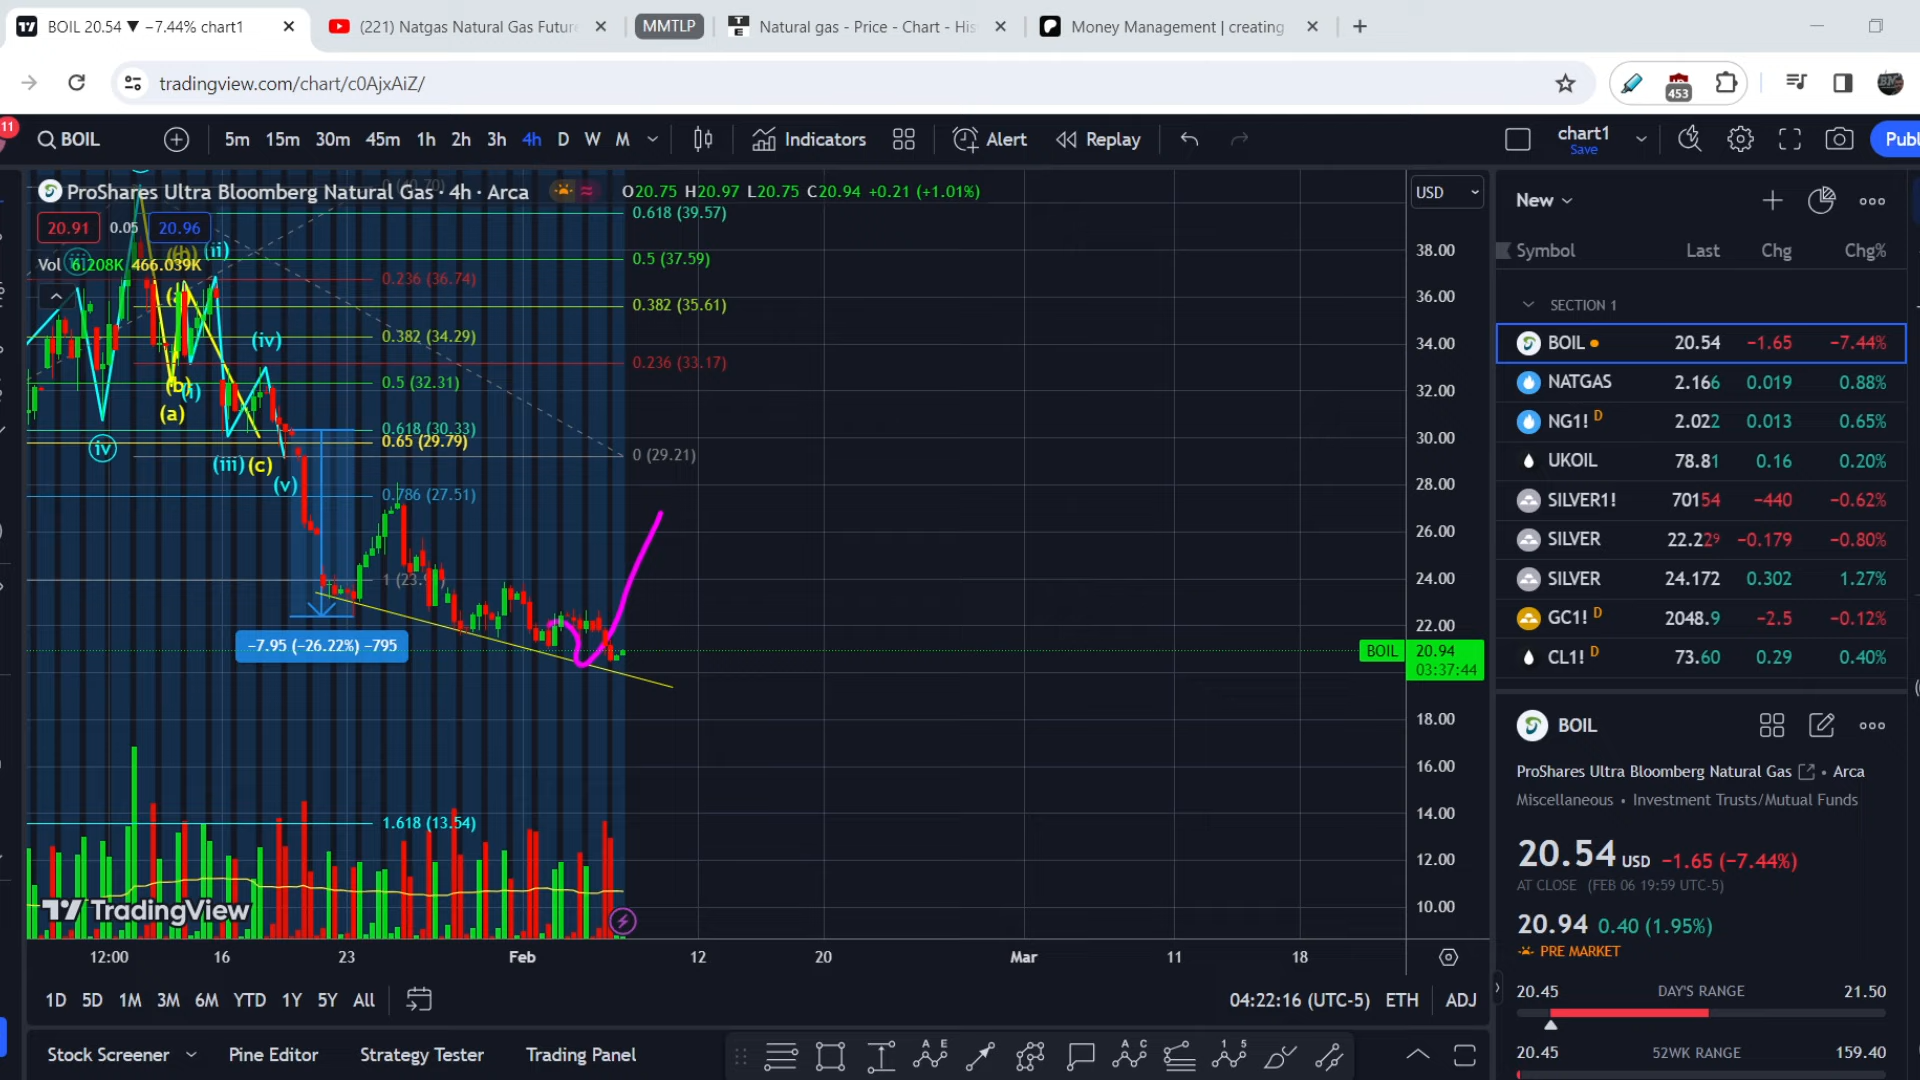 BOIL 20.54 ▼ −7.44% chart1
(221) Natgas Natural Gas Future
MMTLP
Natural gas - Price - Chart - His
Money Management | creating
tradingview.com/chart/c0AjxAiZ/
453
11
BOIL
5m 15m 30m 45m 1h 2h 3h 4h D W M
Indicators
Alert
Replay
chart1
Save
Publ
ProShares Ultra Bloomberg Natural Gas · 4h · Arca
O20.75 H20.97 L20.75 C20.94 +0.21 (+1.01%)
USD
20.91 0.05 20.96
Vol 6.208K 466.039K
0.618 (39.57)
0.5 (37.59)
0.236 (36.74)
0.382 (35.61)
0.382 (34.29)
0.236 (33.17)
0.5 (32.31)
0.618 (30.33)
0.65 (29.79)
0 (29.21)
0.786 (27.51)
1 (23.9
1.618 (13.54)
(ii)
(iv)
(b)
(i)
(a)
iv
(iii)
(c)
(v)
−7.95 (−26.22%) −795
38.00
36.00
34.00
32.00
30.00
28.00
26.00
24.00
22.00
BOIL 20.94
03:37:44
18.00
16.00
14.00
12.00
10.00
TradingView
12:00 16 23 Feb 12 20 Mar 11 18
1D 5D 1M 3M 6M YTD 1Y 5Y All
04:22:16 (UTC-5) ETH ADJ
Stock Screener Pine Editor Strategy Tester Trading Panel
New
Symbol Last Chg Chg%
SECTION 1
BOIL 20.54 −1.65 −7.44%
NATGAS 2.166 0.019 0.88%
NG1! D 2.022 0.013 0.65%
UKOIL 78.81 0.16 0.20%
SILVER1! 70154 −440 −0.62%
SILVER 22.229 −0.179 −0.80%
SILVER 24.172 0.302 1.27%
GC1! D 2048.9 −2.5 −0.12%
CL1! D 73.60 0.29 0.40%
BOIL
ProShares Ultra Bloomberg Natural Gas • Arca
Miscellaneous • Investment Trusts/Mutual Funds
20.54 USD −1.65 (−7.44%)
AT CLOSE (FEB 06 19:59 UTC-5)
20.94 0.40 (1.95%)
PRE MARKET
20.45 DAY'S RANGE 21.50
20.45 52WK RANGE 159.40